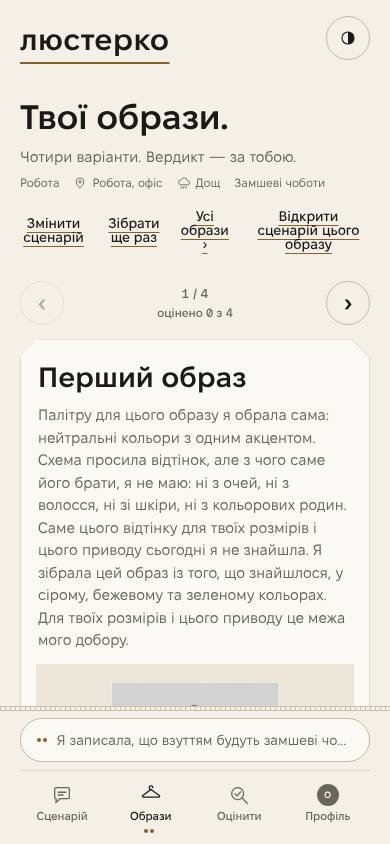 люстерко
Твої образи.
Чотири варіанти. Вердикт — за тобою.
Робота Робота, офіс Дощ Замшеві чоботи
Змінити
сценарій
Зібрати
ще раз
Усі
образи
›
Відкрити
сценарій цього
образу
‹
1 / 4
оцінено 0 з 4
›
Перший образ
Палітру для цього образу я обрала сама:
нейтральні кольори з одним акцентом.
Схема просила відтінок, але з чого саме
його брати, я не маю: ні з очей, ні з
волосся, ні зі шкіри, ні з кольорових родин.
Саме цього відтінку для твоїх розмірів і
цього приводу сьогодні я не знайшла. Я
зібрала цей образ із того, що знайшлося, у
сірому, бежевому та зеленому кольорах.
Для твоїх розмірів і цього приводу це межа
мого добору.
Я записала, що взуттям будуть замшеві чо...
Сценарій
Образи
Оцінити
О
Профіль